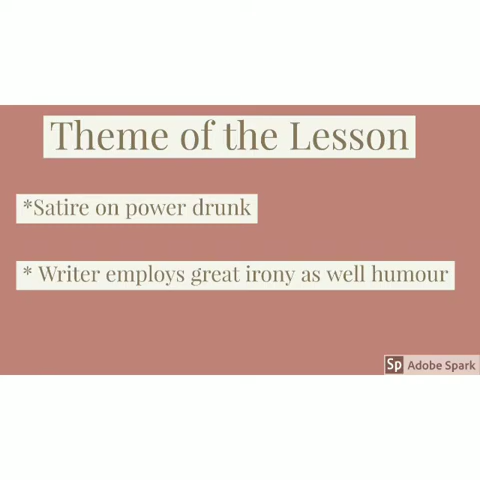 Theme of the Lesson
*Satire on power drunk
* Writer employs great irony as well humour
Sp Adobe Spark